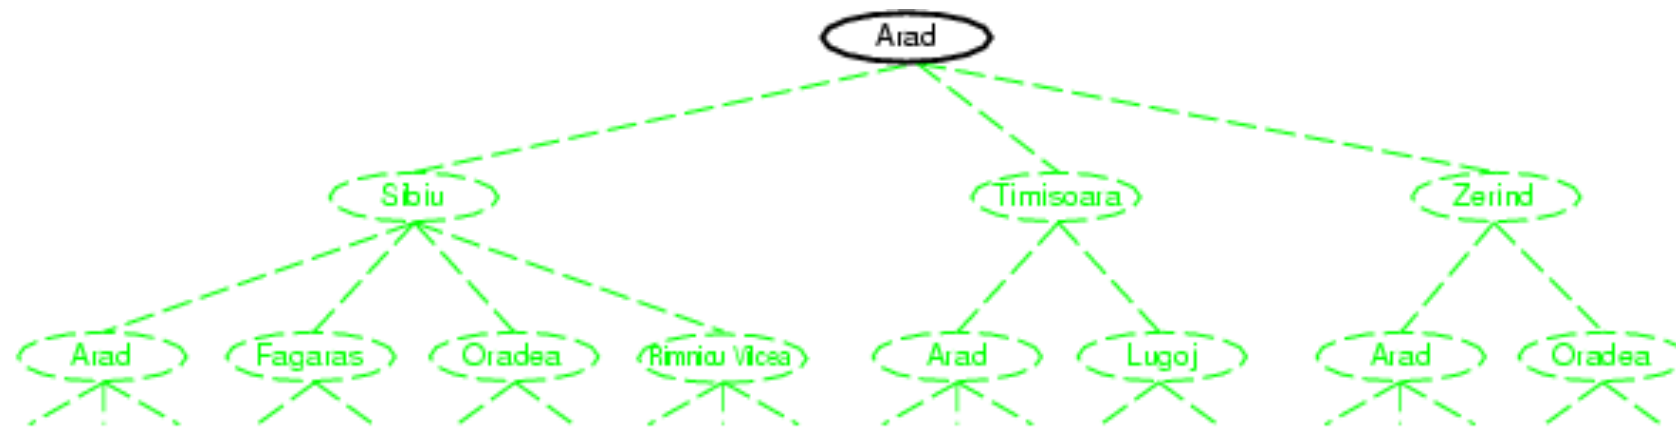 Arad
Sibiu Timisoara Zerind
Arad Fagaras Oradea Rimnicu Vilcea Arad Lugoj Arad Oradea